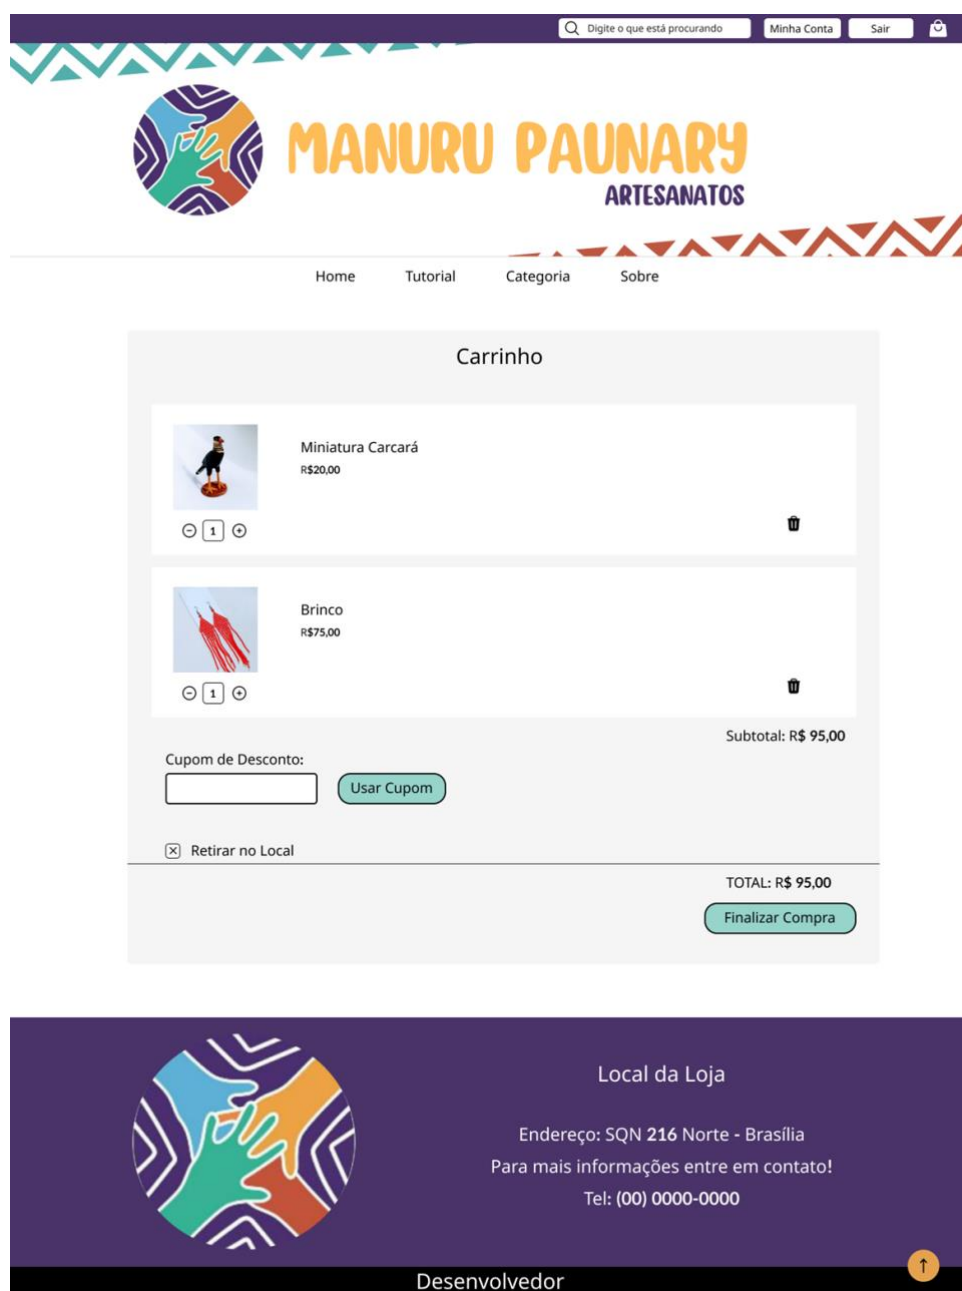 Digite o que está procurando
Minha Conta
Sair
MANURU PAUNARY
ARTESANATOS
Home
Tutorial
Categoria
Sobre
Carrinho
Miniatura Carcará
R$20,00
1
Brinco
R$75,00
1
Subtotal: R$ 95,00
Cupom de Desconto:
Usar Cupom
Retirar no Local
TOTAL: R$ 95,00
Finalizar Compra
Local da Loja
Endereço: SQN 216 Norte - Brasília
Para mais informações entre em contato!
Tel: (00) 0000-0000
Desenvolvedor